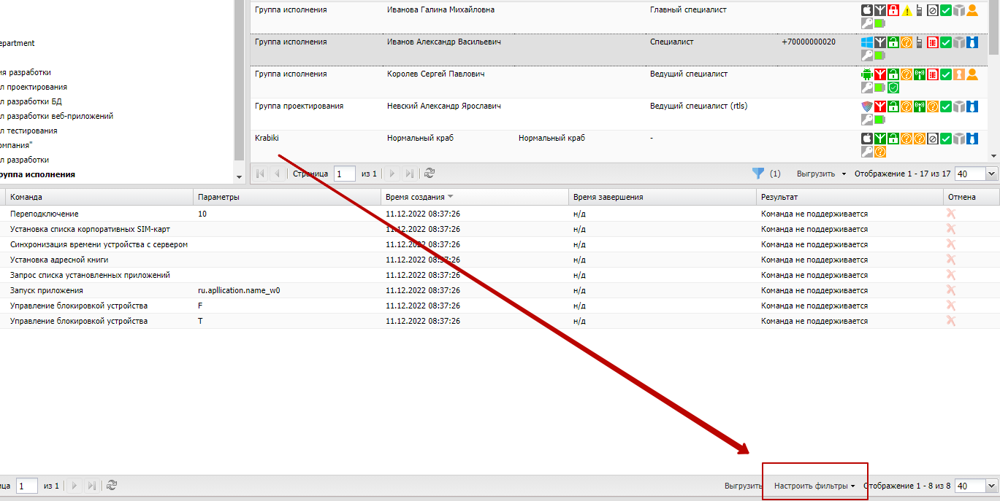 Группа исполнения Иванова Галина Михайловна Главный специалист
epartment
Группа исполнения Иванов Александр Васильевич Специалист +70000000020
ия разработки
Группа исполнения Королев Сергей Павлович Ведущий специалист
л проектирования
л разработки БД
Группа проектирования Невский Александр Ярославич Ведущий специалист (rtls)
л разработки веб-приложений
л тестирования
Krabiki Нормальный краб Нормальный краб -
омпания"
л разработки
руппа исполнения
Страница 1 из 1 (1) Выгрузить Отображение 1 - 17 из 17 40
Команда Параметры Время создания Время завершения Результат Отмена
Переподключение 10 11.12.2022 08:37:26 н/д Команда не поддерживается
Установка списка корпоративных SIM-карт 11.12.2022 08:37:26 н/д Команда не поддерживается
Синхронизация времени устройства с сервером 11.12.2022 08:37:26 н/д Команда не поддерживается
Установка адресной книги 11.12.2022 08:37:26 н/д Команда не поддерживается
Запрос списка установленных приложений 11.12.2022 08:37:26 н/д Команда не поддерживается
Запуск приложения ru.apllication.name_w0 11.12.2022 08:37:26 н/д Команда не поддерживается
Управление блокировкой устройства F 11.12.2022 08:37:26 н/д Команда не поддерживается
Управление блокировкой устройства T 11.12.2022 08:37:26 н/д Команда не поддерживается
ица 1 из 1 Выгрузить Настроить фильтры Отображение 1 - 8 из 8 40